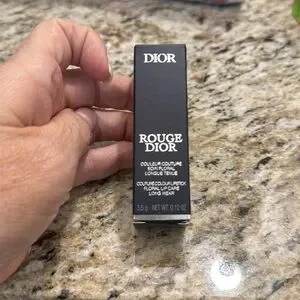 DIOR
ROUGE
DIOR
COULEUR COUTURE
SOIN FLORAL
LONGUE TENUE
COUTURE COLOUR LIPSTICK
FLORAL LIP CARE
LONG WEAR
3.5 g - NET WT. 0.12 OZ